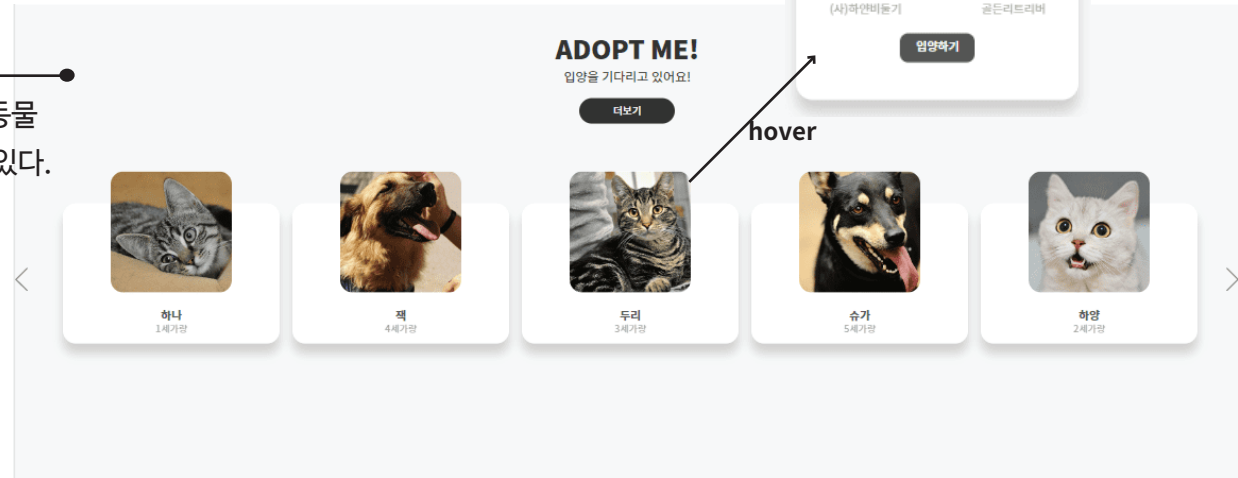 (사)하얀비둘기
골든리트리버
입양하기
ADOPT ME!
입양을 기다리고 있어요!
더보기
hover
동물
있다.
하나
1세가량
잭
4세가량
두리
3세가량
슈가
5세가량
하양
2세가량